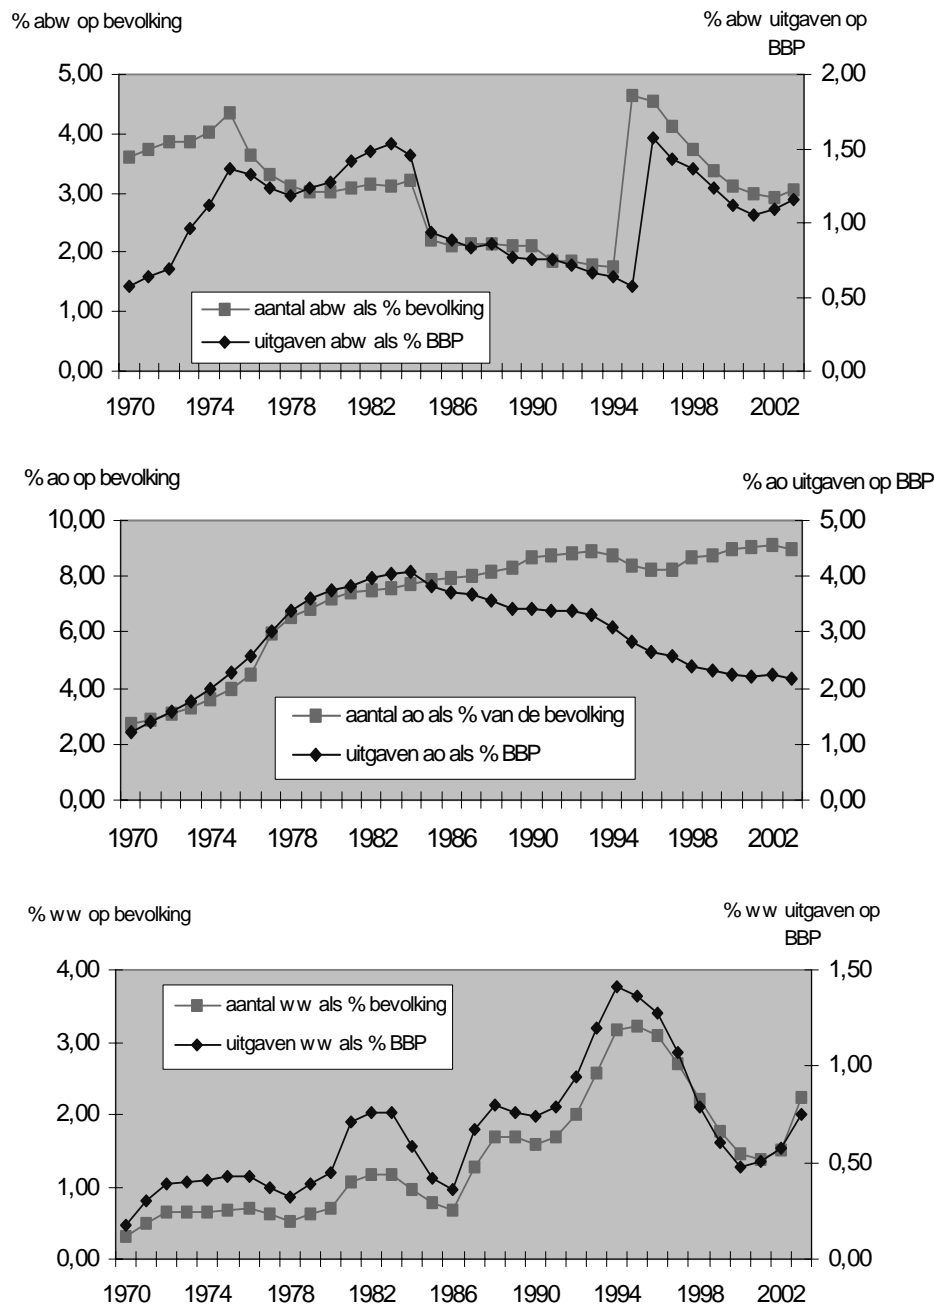 % abw op bevolking
% abw uitgaven op
BBP
5,00
4,00
3,00
2,00
1,00
0,00
2,00
1,50
1,00
0,50
0,00
aantal abw als % bevolking
uitgaven abw als % BBP
1970 1974 1978 1982 1986 1990 1994 1998 2002
% ao op bevolking
% ao uitgaven op BBP
10,00
8,00
6,00
4,00
2,00
0,00
5,00
4,00
3,00
2,00
1,00
0,00
aantal ao als % van de bevolking
uitgaven ao als % BBP
1970 1974 1978 1982 1986 1990 1994 1998 2002
% ww op bevolking
% ww uitgaven op
BBP
4,00
3,00
2,00
1,00
0,00
1,50
1,00
0,50
0,00
aantal ww als % bevolking
uitgaven ww als % BBP
1970 1974 1978 1982 1986 1990 1994 1998 2002